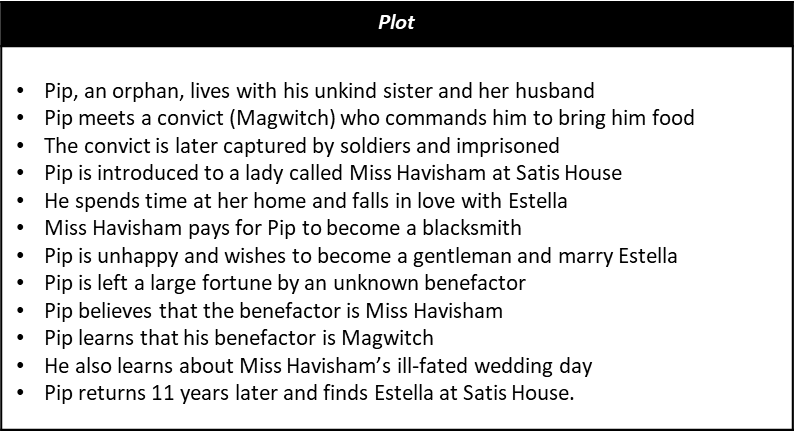 Plot
• Pip, an orphan, lives with his unkind sister and her husband
• Pip meets a convict (Magwitch) who commands him to bring him food
• The convict is later captured by soldiers and imprisoned
• Pip is introduced to a lady called Miss Havisham at Satis House
• He spends time at her home and falls in love with Estella
• Miss Havisham pays for Pip to become a blacksmith
• Pip is unhappy and wishes to become a gentleman and marry Estella
• Pip is left a large fortune by an unknown benefactor
• Pip believes that the benefactor is Miss Havisham
• Pip learns that his benefactor is Magwitch
• He also learns about Miss Havisham’s ill-fated wedding day
• Pip returns 11 years later and finds Estella at Satis House.